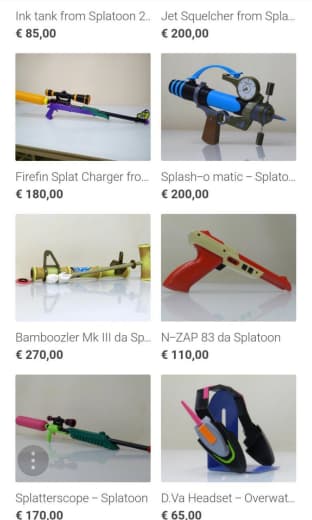 Ink tank from Splatoon 2..
Jet Squelcher from Spla...
€ 85,00
€ 200,00
Firefin Splat Charger fro...
Splash-o matic – Splato...
€ 180,00
€ 200,00
Bamboozler Mk III da Sp...
N-ZAP 83 da Splatoon
€ 270,00
€ 110,00
Splatterscope – Splatoon
D.Va Headset – Overwat...
€ 170,00
€ 65,00